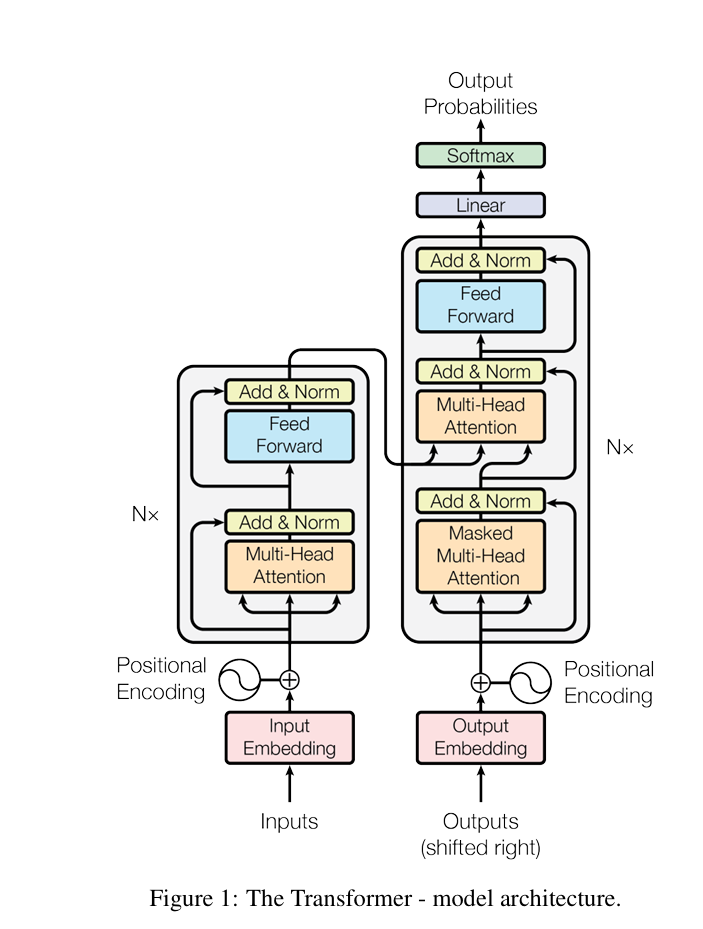 Output
Probabilities
Softmax
Linear
Add & Norm
Feed
Forward
Add & Norm
Multi-Head
Attention
Nx
Add & Norm
Masked
Multi-Head
Attention
Add & Norm
Feed
Forward
Nx
Add & Norm
Multi-Head
Attention
Positional
Encoding
Positional
Encoding
Input
Embedding
Output
Embedding
Inputs
Outputs
(shifted right)
Figure 1: The Transformer - model architecture.